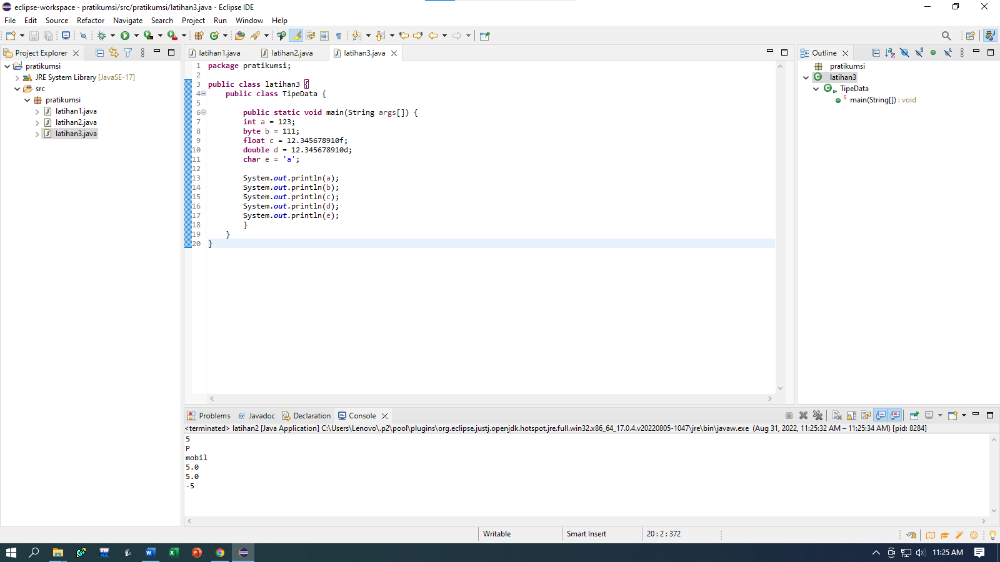 eclipse-workspace - pratikumsi/src/pratikumsi/latihan3.java - Eclipse IDE
File Edit Source Refactor Navigate Search Project Run Window Help
Project Explorer
pratikumsi
JRE System Library [JavaSE-17]
src
pratikumsi
latihan1.java
latihan2.java
latihan3.java
latihan1.java latihan2.java latihan3.java
1 package pratikumsi;
2
3 public class latihan3 {
4 public class TipeData {
5
6 public static void main(String args[]) {
7 int a = 123;
8 byte b = 111;
9 float c = 12.345678910f;
10 double d = 12.345678910d;
11 char e = 'a';
12
13 System.out.println(a);
14 System.out.println(b);
15 System.out.println(c);
16 System.out.println(d);
17 System.out.println(e);
18 }
19 }
20 }
Outline
pratikumsi
latihan3
TipeData
main(String[]) : void
Problems Javadoc Declaration Console
<terminated> latihan2 [Java Application] C:\Users\Lenovo\.p2\pool\plugins\org.eclipse.justj.openjdk.hotspot.jre.full.win32.x86_64_17.0.4.v20220805-1047\jre\bin\javaw.exe (Aug 31, 2022, 11:25:32 AM – 11:25:34 AM) [pid: 8284]
5
P
mobil
5.0
5.0
-5
Writable Smart Insert 20 : 2 : 372
11:25 AM